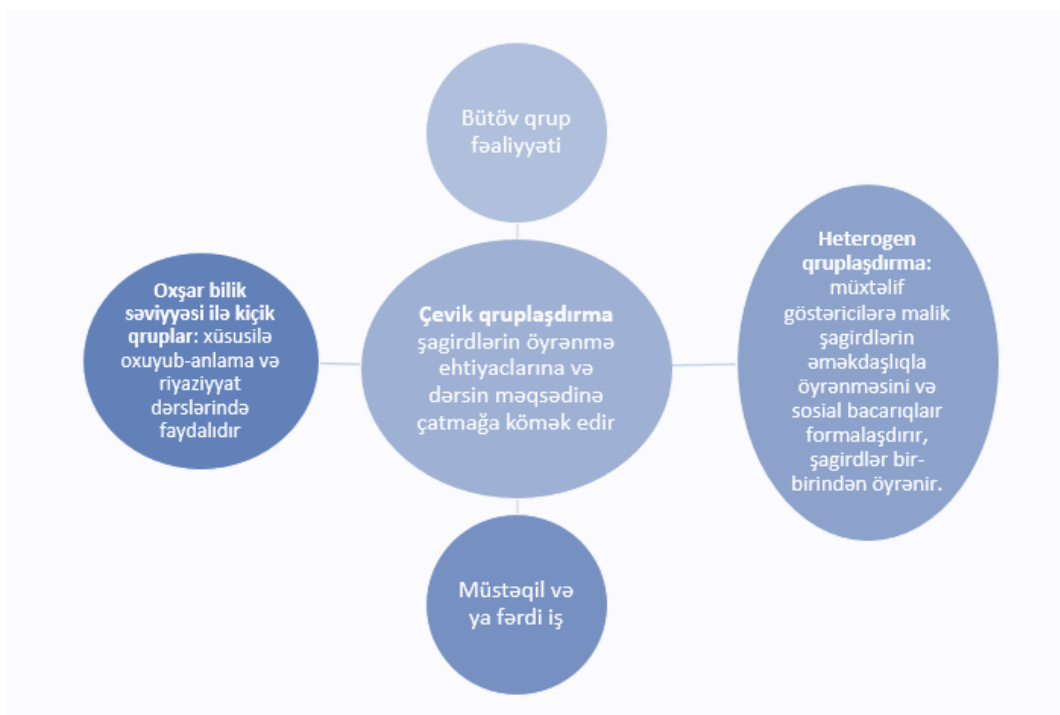 Bütöv qrup
fəaliyyəti
Oxşar bilik
səviyyəsi ilə kiçik
qruplar: xüsusilə
oxuyub-anlama və
riyaziyyat
dərslərində
faydalıdır
Çevik qruplaşdırma
şagirdlərin öyrənmə
ehtiyaclarına və
dərsin məqsədinə
çatmağa kömək edir
Heterogen
qruplaşdırma:
müxtəlif
göstəricilərə malik
şagirdlərin
əməkdaşlıqla
öyrənməsini və
sosial bacarıqlaır
formalaşdırır,
şagirdlər bir-
birindən öyrənir.
Müstəqil və
ya fərdi iş